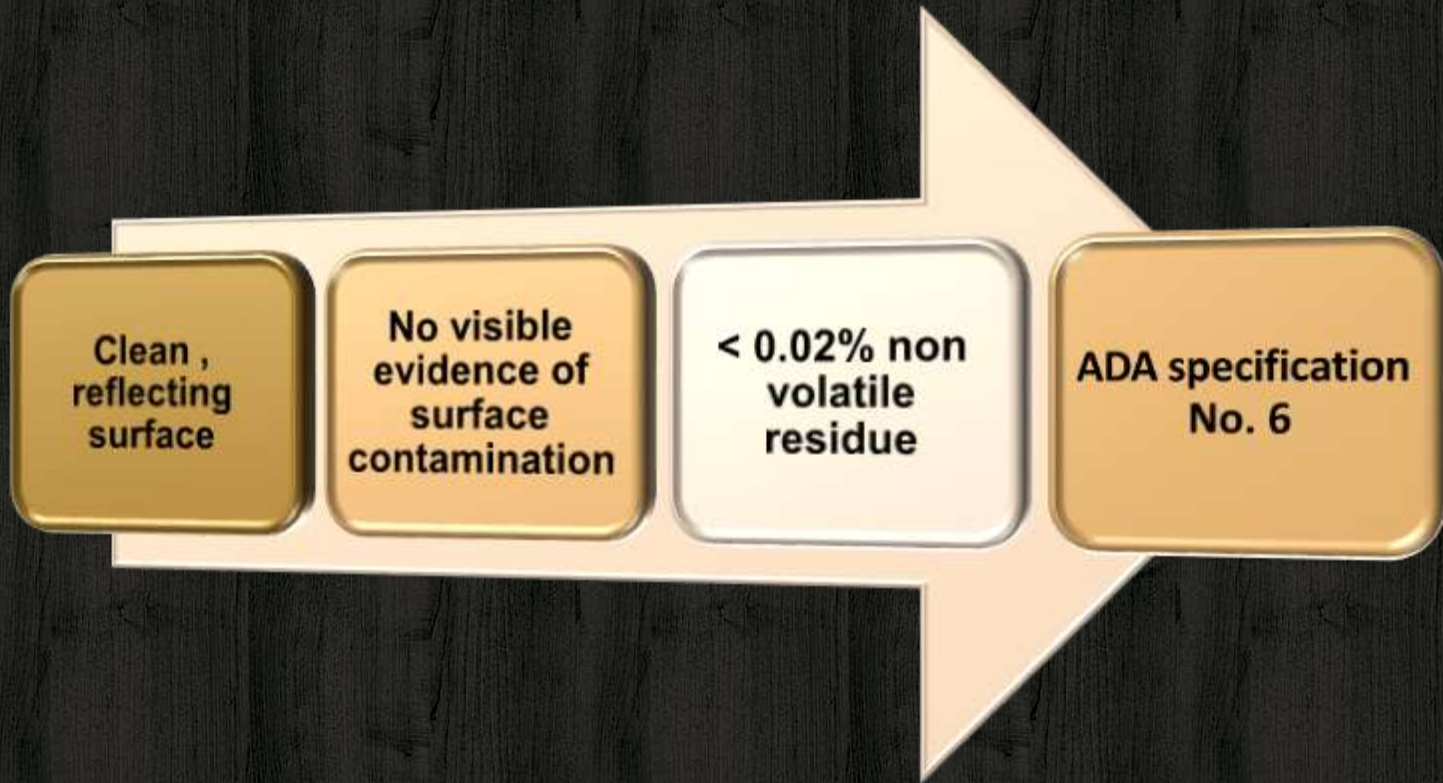 Clean ,
reflecting
surface
No visible
evidence of
surface
contamination
< 0.02% non
volatile
residue
ADA specification
No. 6